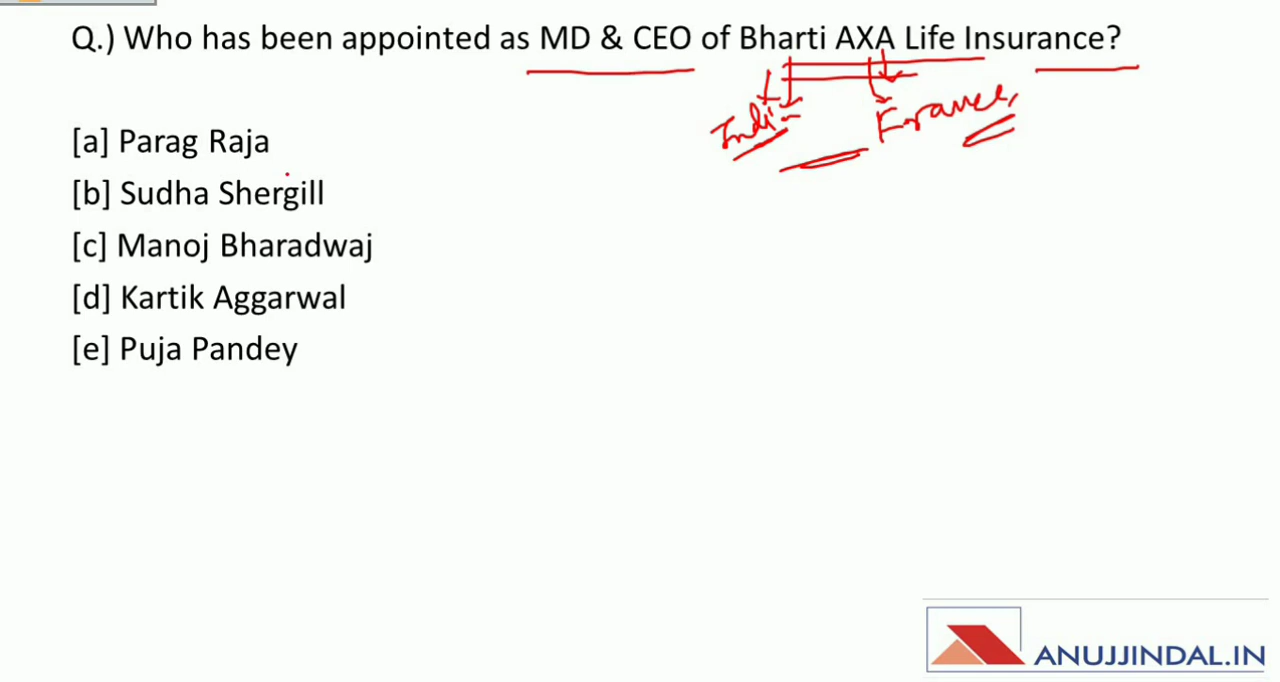 Q.) Who has been appointed as MD & CEO of Bharti AXA Life Insurance?
India
France,
[a] Parag Raja
[b] Sudha Shergill
[c] Manoj Bharadwaj
[d] Kartik Aggarwal
[e] Puja Pandey
ANUJJINDAL.IN